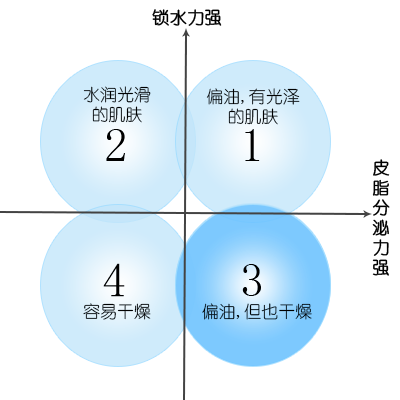 锁水力强
水润光滑
的肌肤
2
偏油,有光泽
的肌肤
1
皮脂分泌力强
4
容易干燥
3
偏油,但也干燥